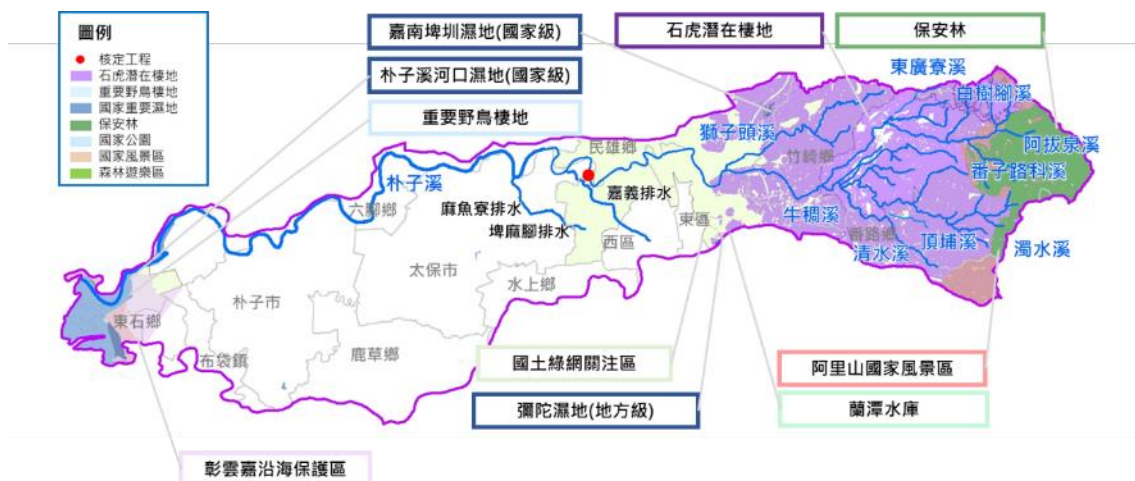 圖例
核定工程
石虎潛在棲地
重要野鳥棲地
國家重要濕地
保安林
國家公園
國家風景區
森林遊樂區
嘉南埤圳濕地(國家級)
石虎潛在棲地
保安林
朴子溪河口濕地(國家級)
重要野鳥棲地
東廣寮溪
白樹腳溪
獅子頭溪
民雄鄉
竹崎鄉
阿拔泉溪
番子路科溪
朴子溪
六腳鄉
麻魚寮排水
嘉義排水
埤麻腳排水
東區
西區
牛稠溪
番路鄉
頂埔溪
清水溪
濁水溪
太保市
水上鄉
朴子市
東石鄉
布袋鎮
鹿草鄉
國土綠網關注區
阿里山國家風景區
彌陀濕地(地方級)
蘭潭水庫
彰雲嘉沿海保護區